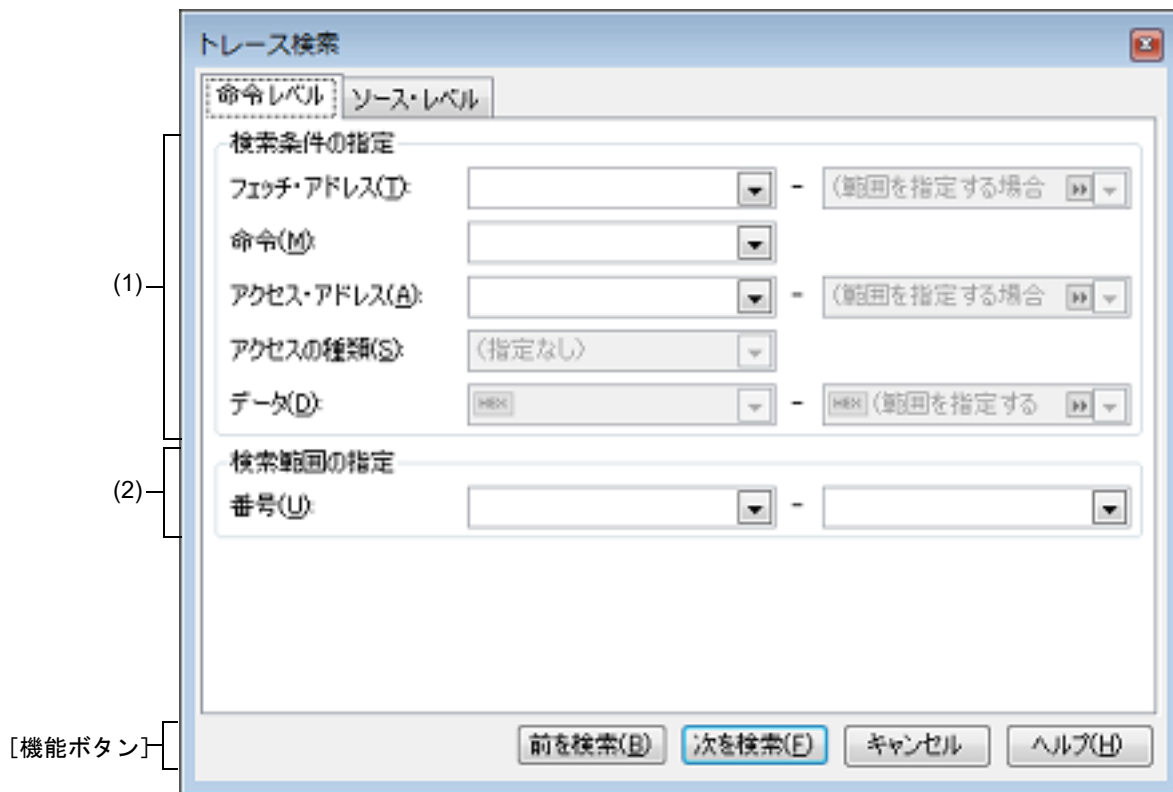 トレース検索
命令レベル ソース・レベル
(1)
検索条件の指定
フェッチ・アドレス(T): - (範囲を指定する場合
命令(M):
アクセス・アドレス(A): - (範囲を指定する場合
アクセスの種類(S): (指定なし)
データ(D): HEX - HEX (範囲を指定する
(2)
検索範囲の指定
番号(U): -
[機能ボタン]
前を検索(B) 次を検索(F) キャンセル ヘルプ(H)